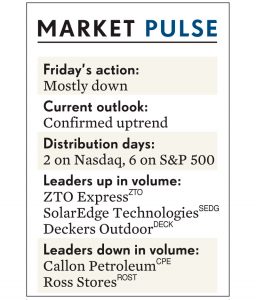 MARKET PULSE
Friday's action:
Mostly down
Current outlook:
Confirmed uptrend
Distribution days:
2 on Nasdaq, 6 on S&P 500
Leaders up in volume:
ZTO Express ZTO
SolarEdge Technologies SEDG
Deckers Outdoor DECK
Leaders down in volume:
Callon Petroleum CPE
Ross Stores ROST